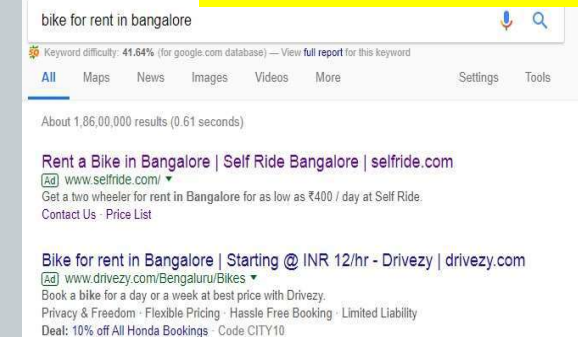 bike for rent in bangalore
Keyword difficulty: 41.64% (for google.com database) — View full report for this keyword
All Maps News Images Videos More Settings Tools
About 1,86,00,000 results (0.61 seconds)
Rent a Bike in Bangalore | Self Ride Bangalore | selfride.com
Ad www.selfride.com/
Get a two wheeler for rent in Bangalore for as low as ₹400 / day at Self Ride.
Contact Us · Price List
Bike for rent in Bangalore | Starting @ INR 12/hr - Drivezy | drivezy.com
Ad www.drivezy.com/Bengaluru/Bikes
Book a bike for a day or a week at best price with Drivezy.
Privacy & Freedom · Flexible Pricing · Hassle Free Booking · Limited Liability
Deal: 10% off All Honda Bookings · Code CITY10